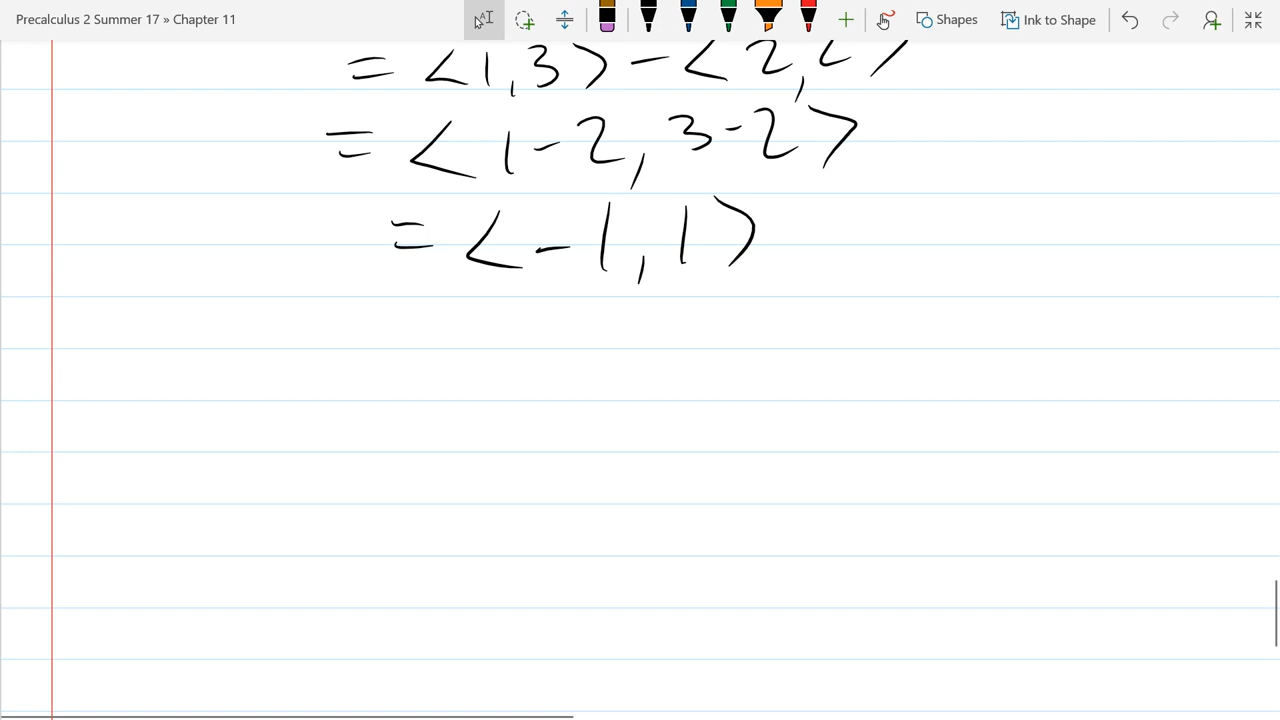 Precalculus 2 Summer 17 » Chapter 11
Shapes
Ink to Shape
= <1,3> - <2,2>
= <1-2, 3-2>
= <-1, 1>